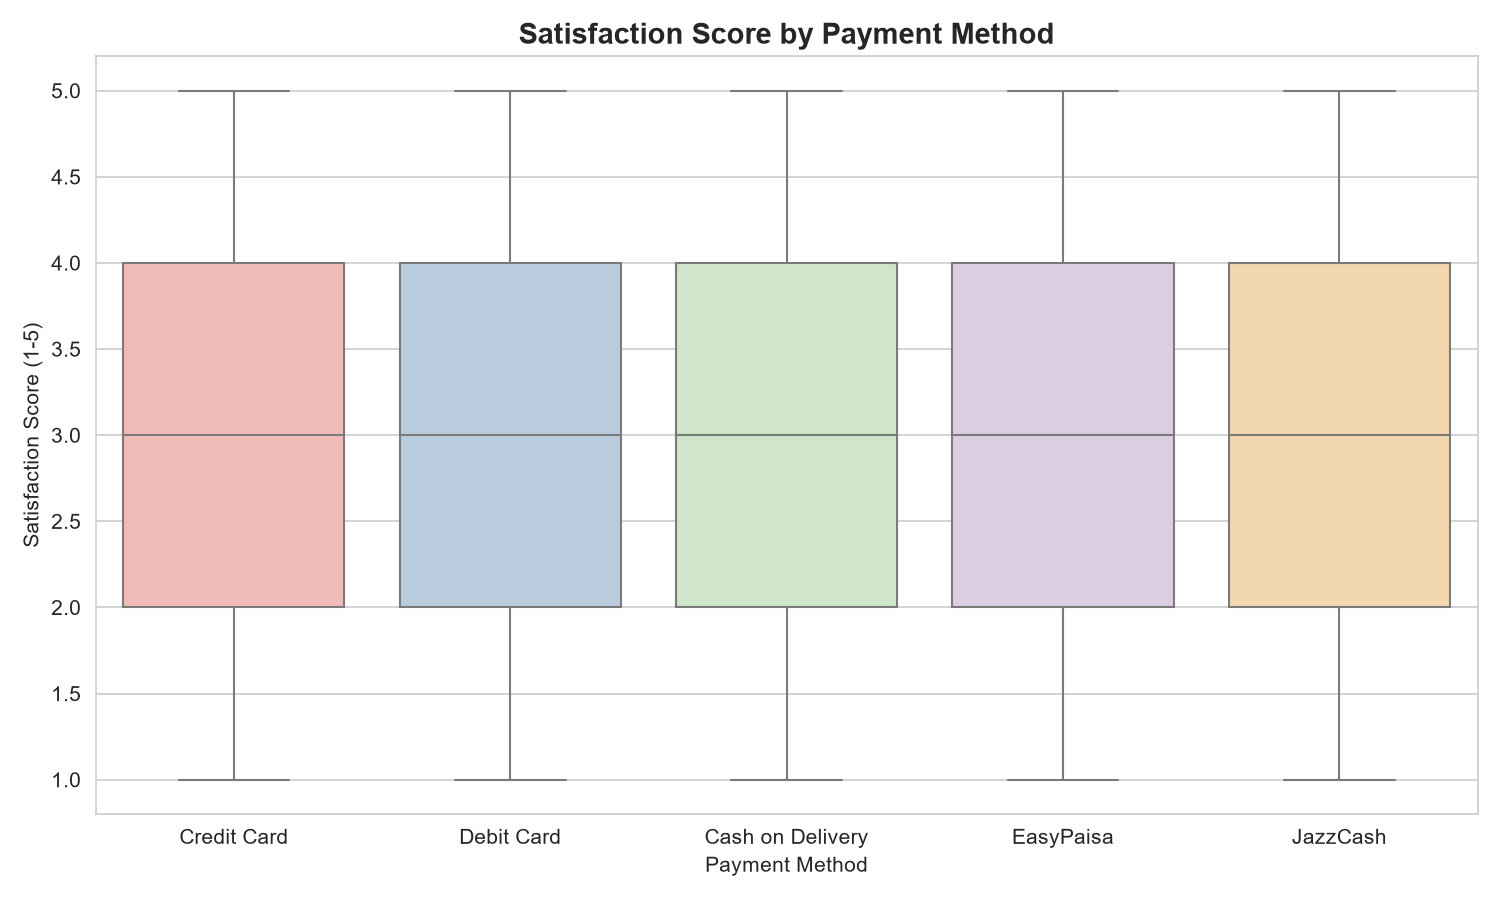 Satisfaction Score by Payment Method
Satisfaction Score (1-5)
5.0
4.5
4.0
3.5
3.0
2.5
2.0
1.5
1.0
Credit Card Debit Card Cash on Delivery EasyPaisa JazzCash
Payment Method